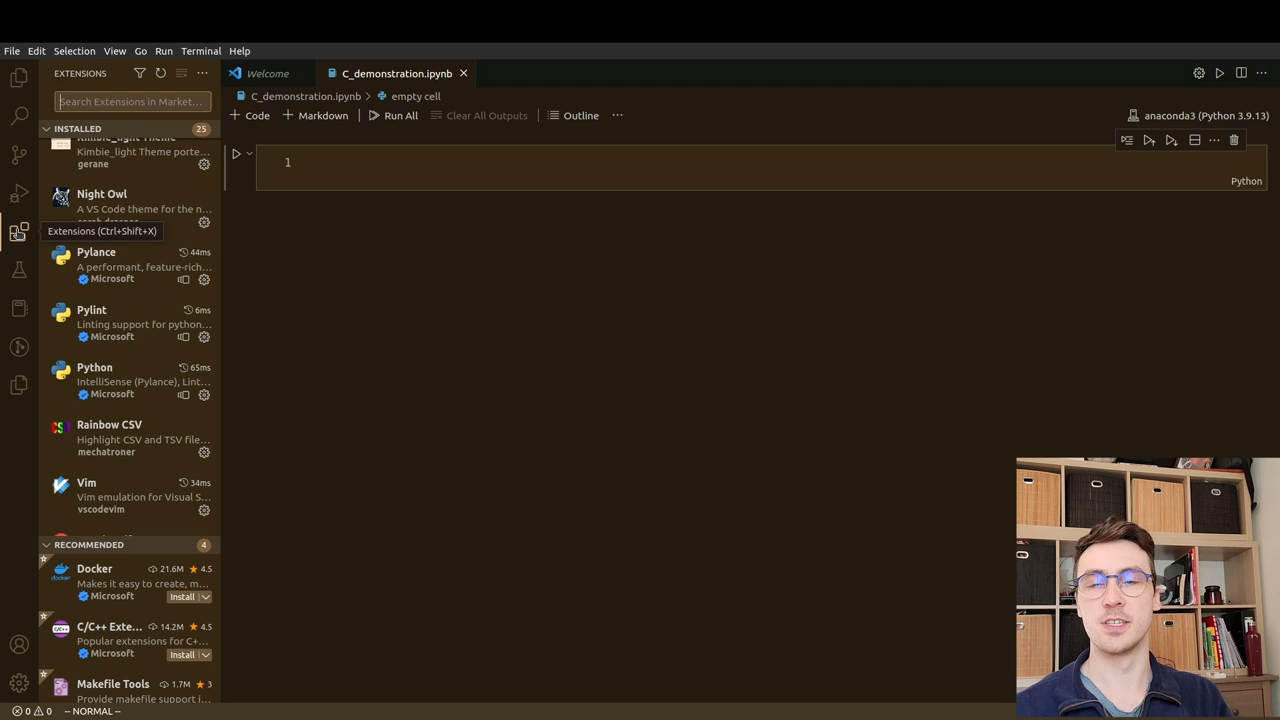 File Edit Selection View Go Run Terminal Help
EXTENSIONS
Welcome
C_demonstration.ipynb
Search Extensions in Market...
C_demonstration.ipynb > empty cell
+ Code + Markdown Run All Clear All Outputs Outline ...
anaconda3 (Python 3.9.13)
INSTALLED 25
Kimbie_light Theme
Kimbie_light Theme porte...
gerane
1
Python
Night Owl
A VS Code theme for the n...
Extensions (Ctrl+Shift+X)
Pylance 44ms
A performant, feature-rich...
Microsoft
Pylint 6ms
Linting support for python...
Microsoft
Python 65ms
IntelliSense (Pylance), Lint...
Microsoft
Rainbow CSV
Highlight CSV and TSV file...
mechatroner
Vim 34ms
Vim emulation for Visual S...
vscodevim
RECOMMENDED 4
Docker 21.6M ★ 4.5
Makes it easy to create, m...
Microsoft Install
C/C++ Exte... 14.2M ★ 4.5
Popular extensions for C+...
Microsoft Install
Makefile Tools 1.7M ★ 3
Provide makefile support i...
0 0 -- NORMAL --